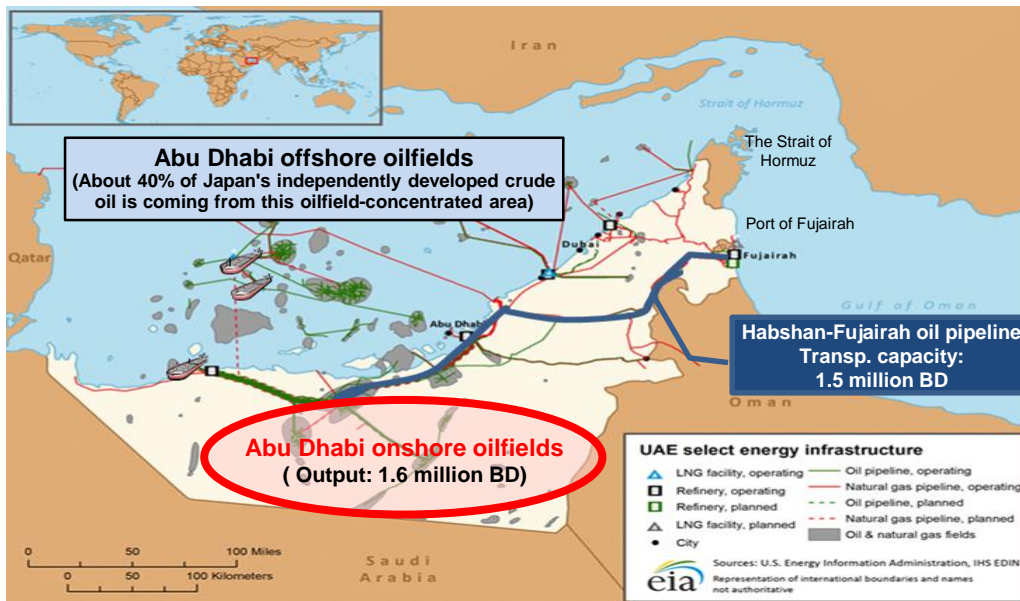 Iran
Strait of Hormuz
The Strait of
Hormuz
Abu Dhabi offshore oilfields
(About 40% of Japan's independently developed crude
oil is coming from this oilfield-concentrated area)
Port of Fujairah
Qatar
Dubai
Fujairah
Gulf of Oman
Abu Dhabi
Habshan-Fujairah oil pipeline
Transp. capacity:
1.5 million BD
Oman
Abu Dhabi onshore oilfields
( Output: 1.6 million BD)
UAE select energy infrastructure
LNG facility, operating
Refinery, operating
Refinery, planned
LNG facility, planned
City
Oil pipeline, operating
Natural gas pipeline, operating
Oil pipeline, planned
Natural gas pipeline, planned
Oil & natural gas fields
0 50 100 Miles
0 50 100 Kilometers
Saudi
Arabia
eia
Sources: U.S. Energy Information Administration, IHS EDIN
Representation of international boundaries and names
not authoritative